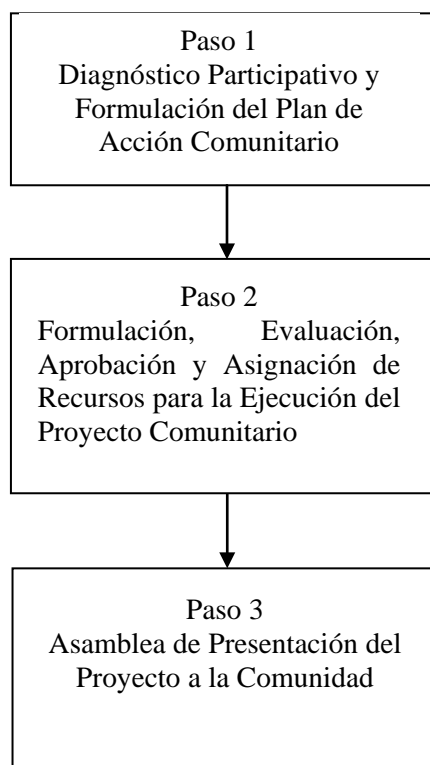 Paso 1
Diagnóstico Participativo y
Formulación del Plan de
Acción Comunitario
Paso 2
Formulación, Evaluación,
Aprobación y Asignación de
Recursos para la Ejecución del
Proyecto Comunitario
Paso 3
Asamblea de Presentación del
Proyecto a la Comunidad